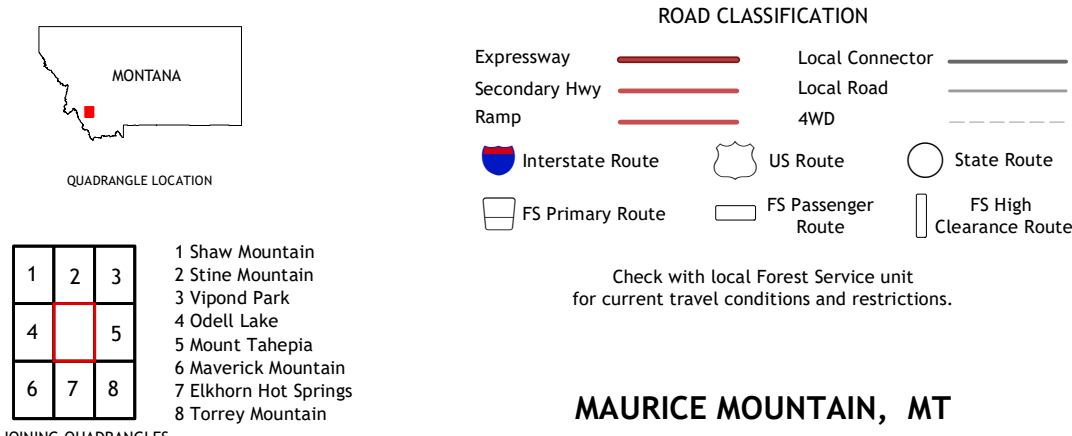 MONTANA
QUADRANGLE LOCATION
ROAD CLASSIFICATION
Expressway
Secondary Hwy
Ramp
Local Connector
Local Road
4WD
Interstate Route
US Route
State Route
FS Primary Route
FS Passenger
Route
FS High
Clearance Route
Check with local Forest Service unit
for current travel conditions and restrictions.
1 2 3
4 5
6 7 8
1 Shaw Mountain
2 Stine Mountain
3 Vipond Park
4 Odell Lake
5 Mount Tahepia
6 Maverick Mountain
7 Elkhorn Hot Springs
8 Torrey Mountain
QUADRANGLES
MAURICE MOUNTAIN, MT